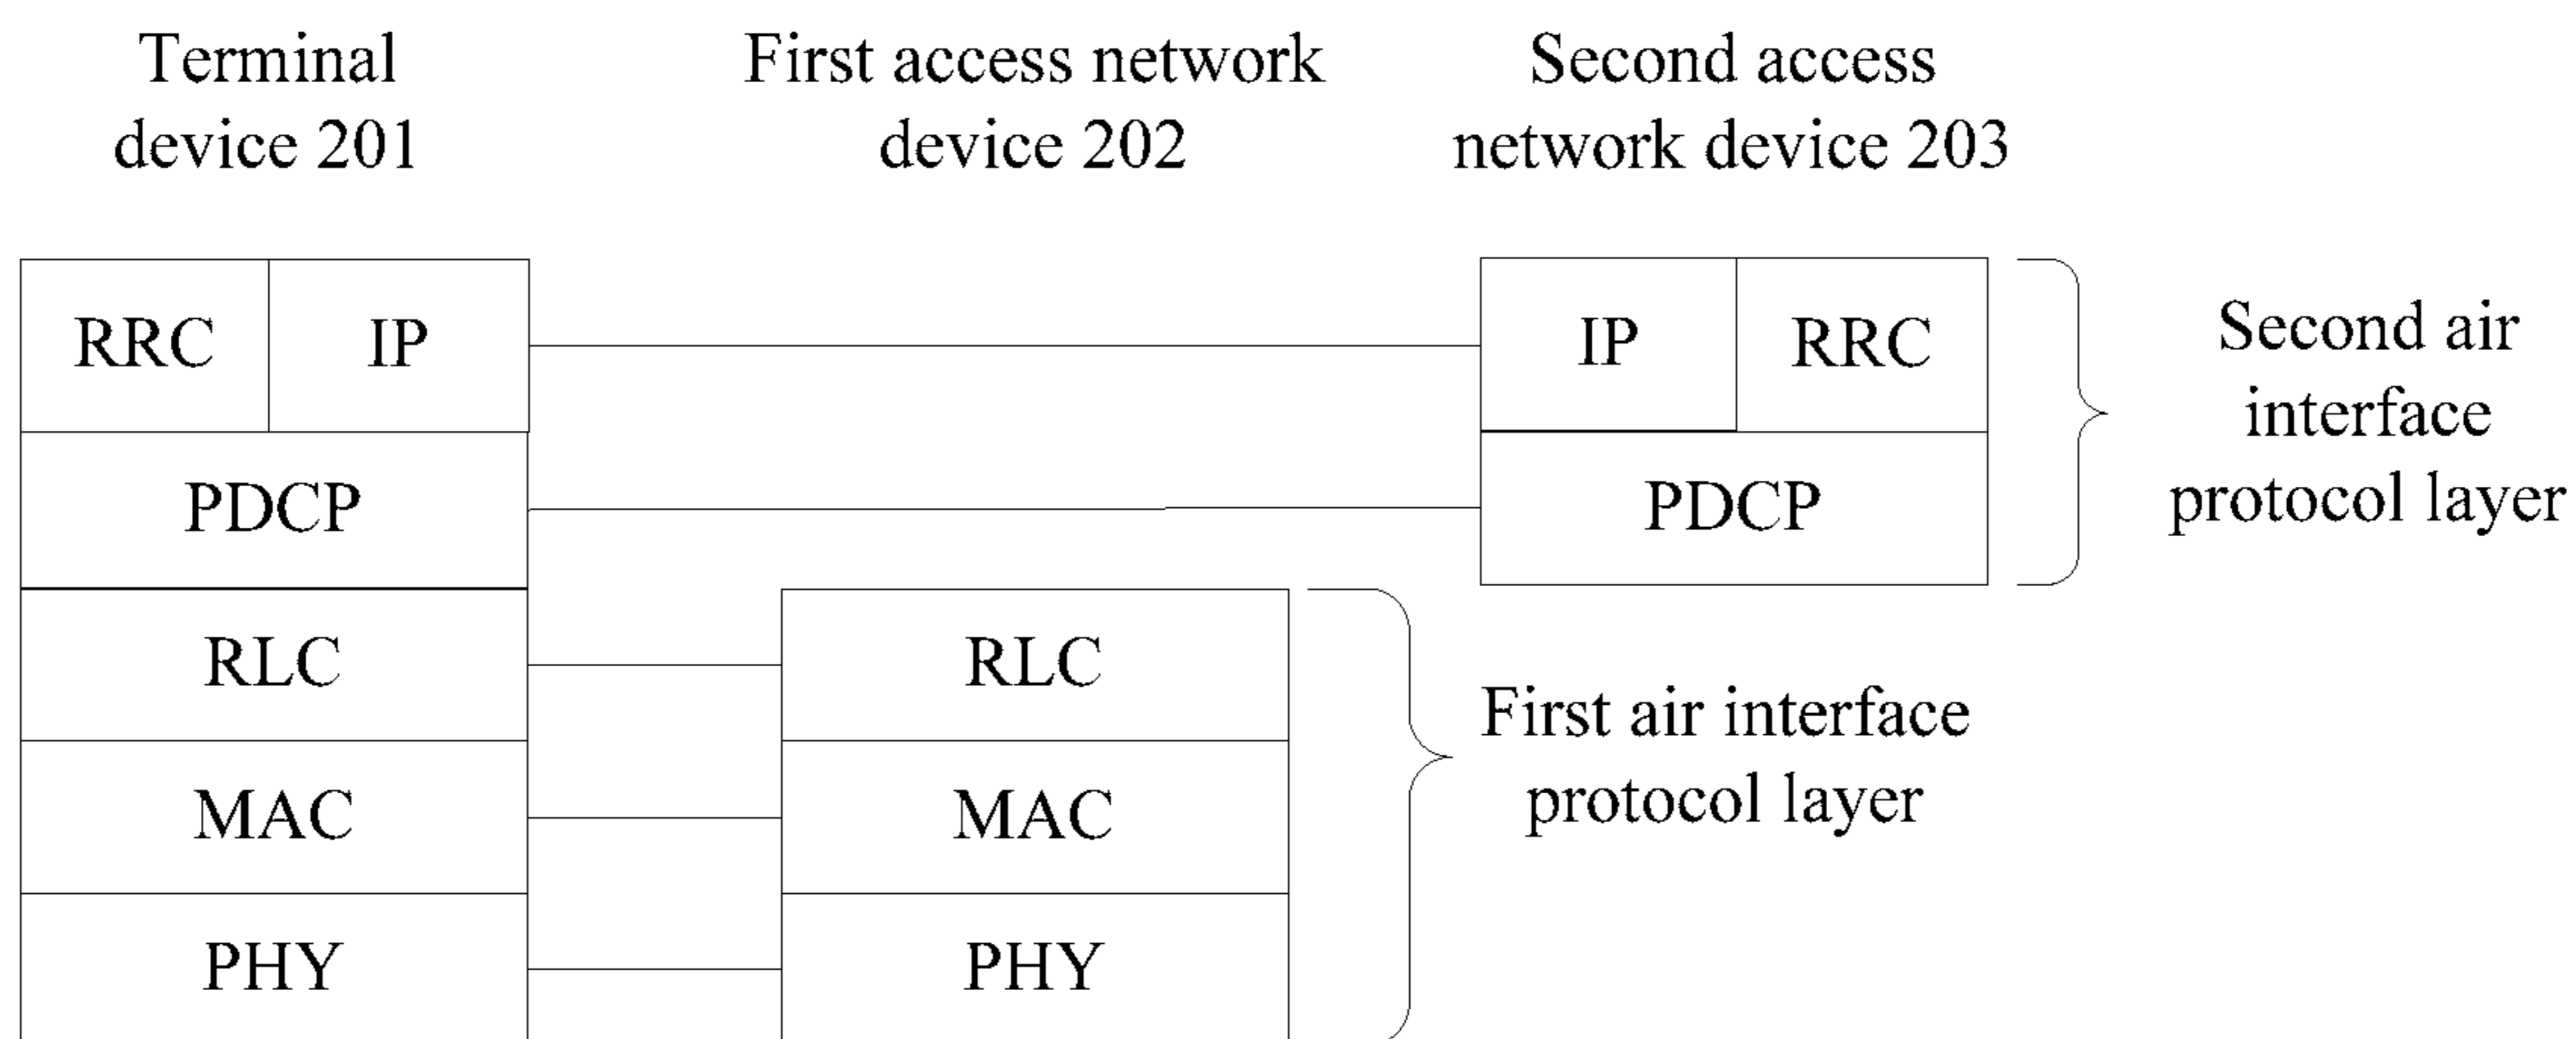 Terminal
device 201
First access network
device 202
Second access
network device 203
RRC
IP
IP
RRC
Second air
interface
protocol layer
PDCP
PDCP
RLC
RLC
First air interface
protocol layer
MAC
MAC
PHY
PHY